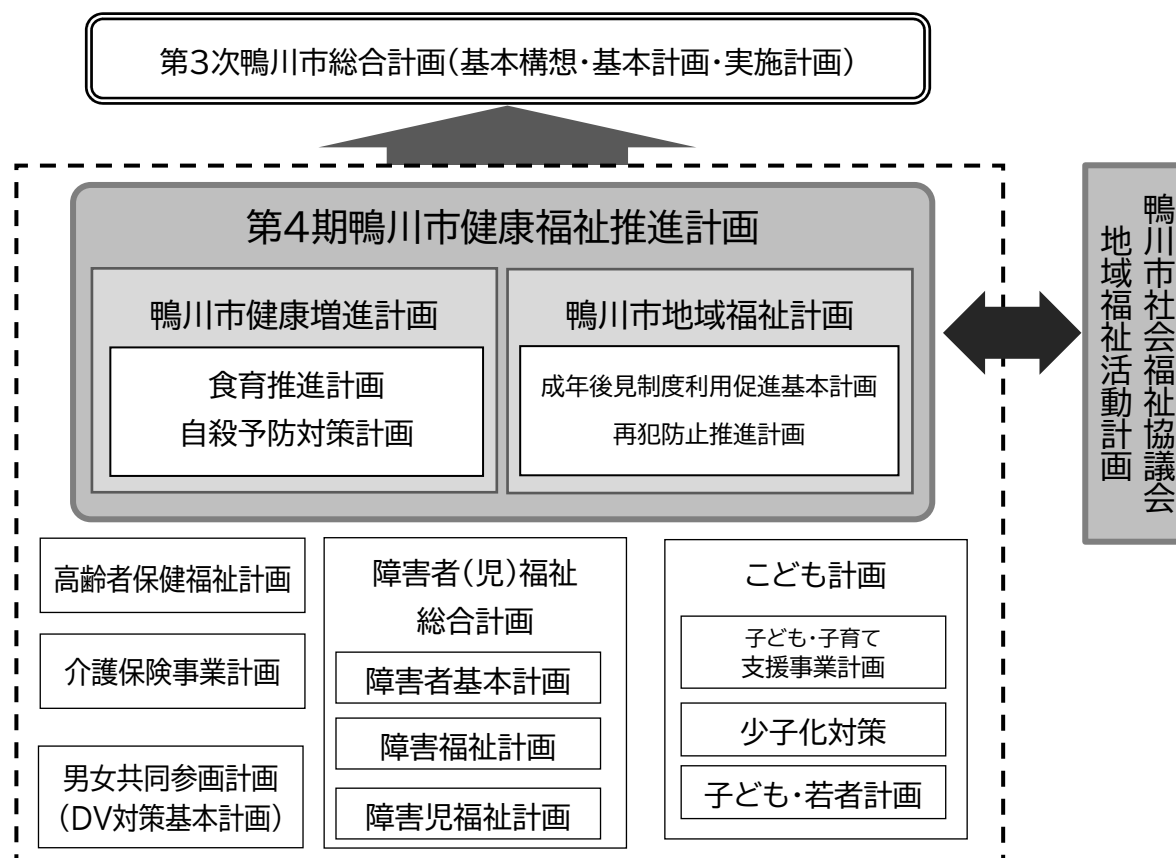 第3次鴨川市総合計画(基本構想・基本計画・実施計画)
第4期鴨川市健康福祉推進計画
鴨川市健康増進計画
食育推進計画
自殺予防対策計画
鴨川市地域福祉計画
成年後見制度利用促進基本計画
再犯防止推進計画
鴨川市社会福祉協議会
地域福祉活動計画
高齢者保健福祉計画
介護保険事業計画
男女共同参画計画
(DV対策基本計画)
障害者(児)福祉
総合計画
障害者基本計画
障害福祉計画
障害児福祉計画
こども計画
子ども・子育て
支援事業計画
少子化対策
子ども・若者計画